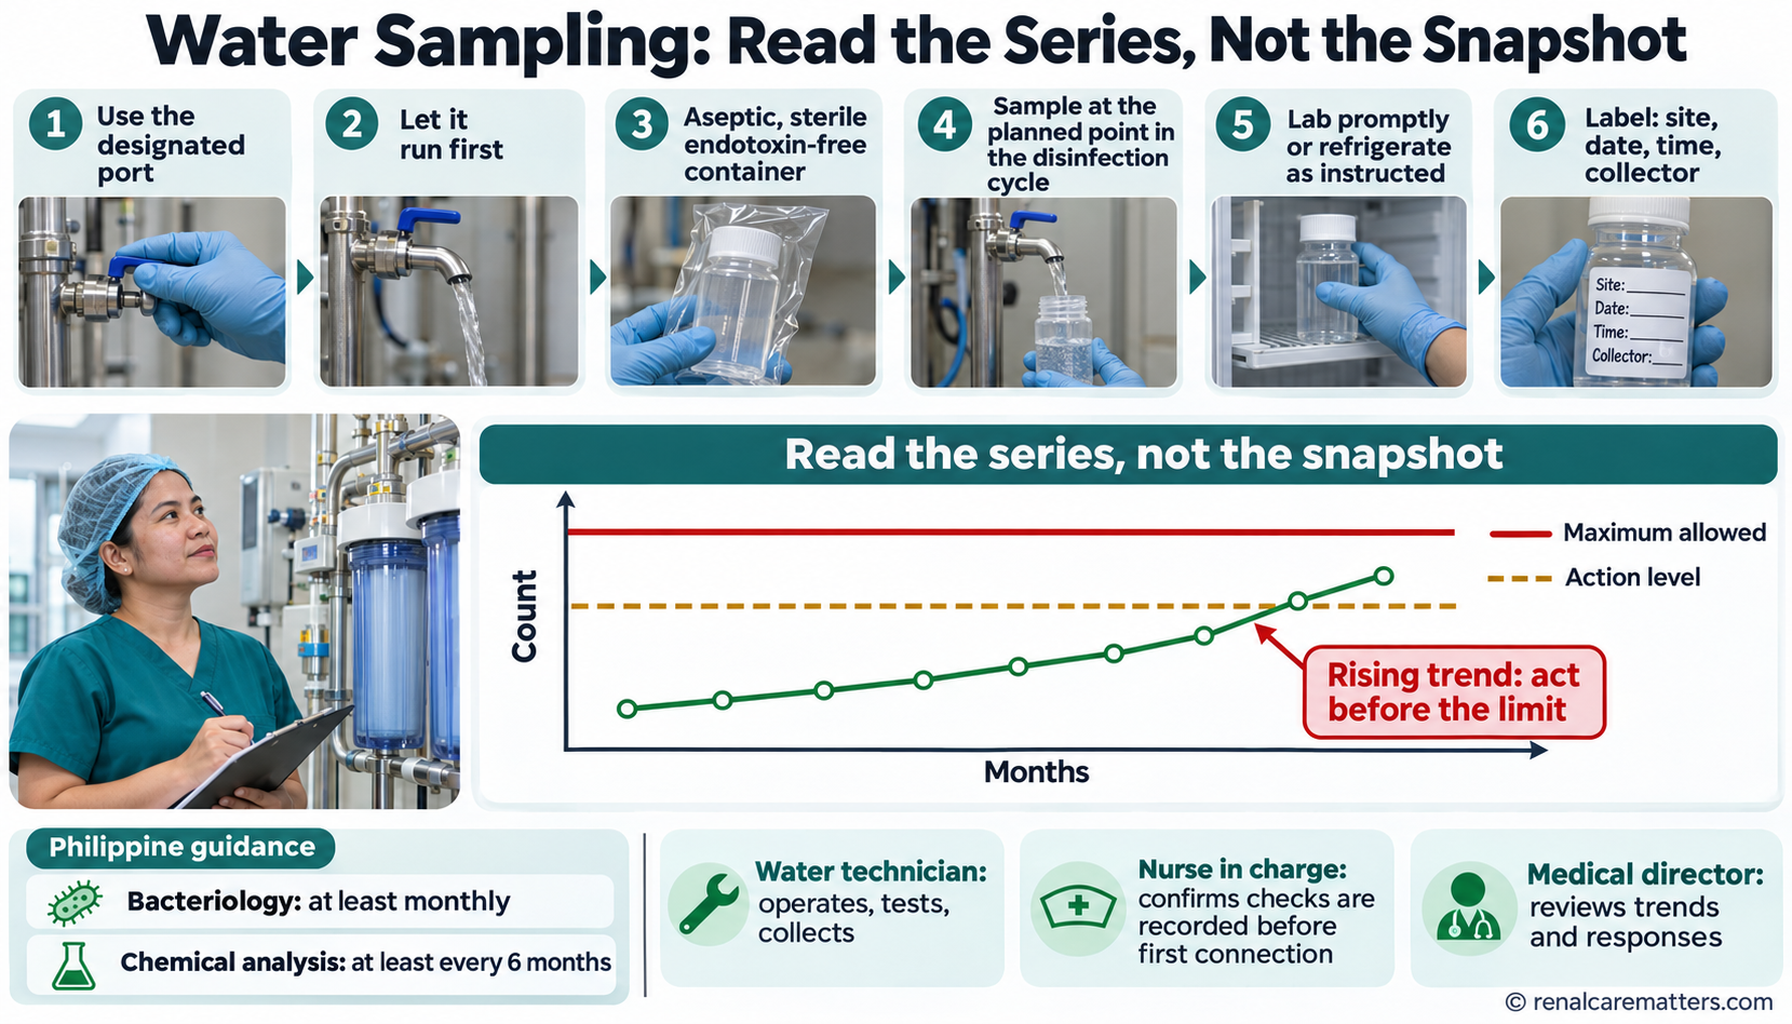 Water Sampling: Read the Series, Not the Snapshot
1
Use the
designated
port
2
Let it
run first
3
Aseptic, sterile
endotoxin-free
container
4
Sample at the
planned point in
the disinfection
cycle
5
Lab promptly
or refrigerate
as instructed
6
Label: site,
date, time,
collector
Site:
Date:
Time:
Collector:
Read the series, not the snapshot
Count
Maximum allowed
Action level
Rising trend: act
before the limit
Months
Philippine guidance
Bacteriology: at least monthly
Chemical analysis: at least every 6 months
Water technician:
operates, tests,
collects
Nurse in charge:
confirms checks are
recorded before
first connection
Medical director:
reviews trends
and responses
© renalcarematters.com